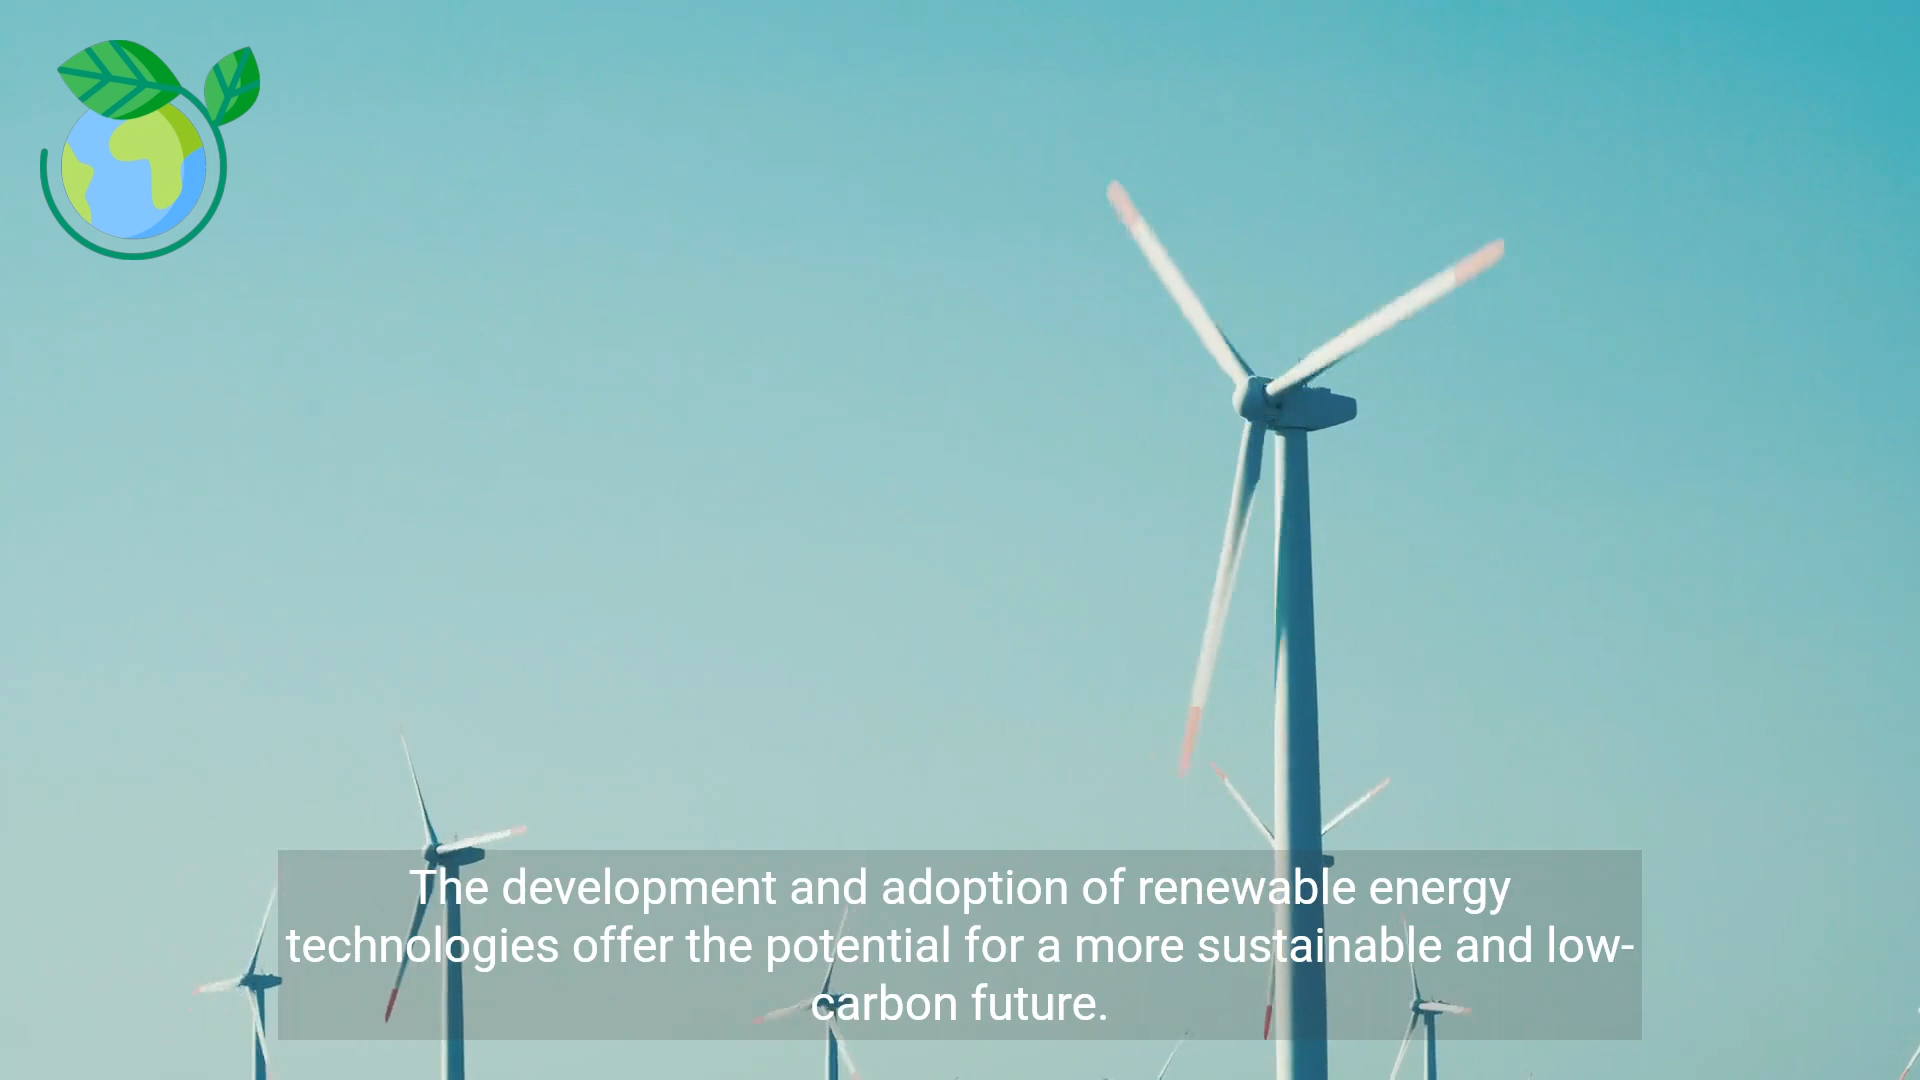 The development and adoption of renewable energy
technologies offer the potential for a more sustainable and low-
carbon future.